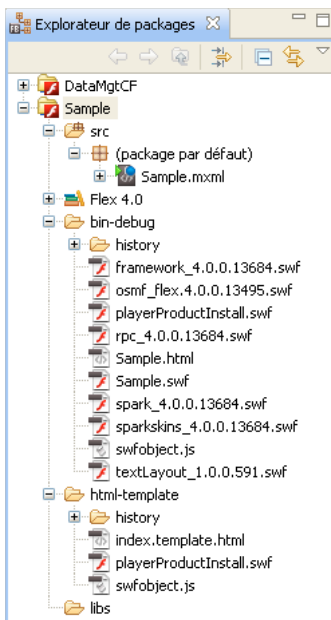 Explorateur de packages
DataMgtCF
Sample
src
(package par défaut)
Sample.mxml
Flex 4.0
bin-debug
history
framework_4.0.0.13684.swf
osmf_flex.4.0.0.13495.swf
playerProductInstall.swf
rpc_4.0.0.13684.swf
Sample.html
Sample.swf
spark_4.0.0.13684.swf
sparkskins_4.0.0.13684.swf
swfobject.js
textLayout_1.0.0.591.swf
html-template
history
index.template.html
playerProductInstall.swf
swfobject.js
libs